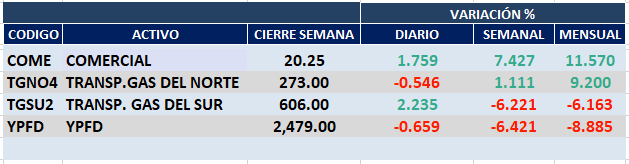 VARIACIÓN %
CODIGO ACTIVO CIERRE SEMANA DIARIO SEMANAL MENSUAL
COME COMERCIAL 20.25 1.759 7.427 11.570
TGNO4 TRANSP.GAS DEL NORTE 273.00 -0.546 1.111 9.200
TGSU2 TRANSP. GAS DEL SUR 606.00 2.235 -6.221 -6.163
YPFD YPFD 2,479.00 -0.659 -6.421 -8.885